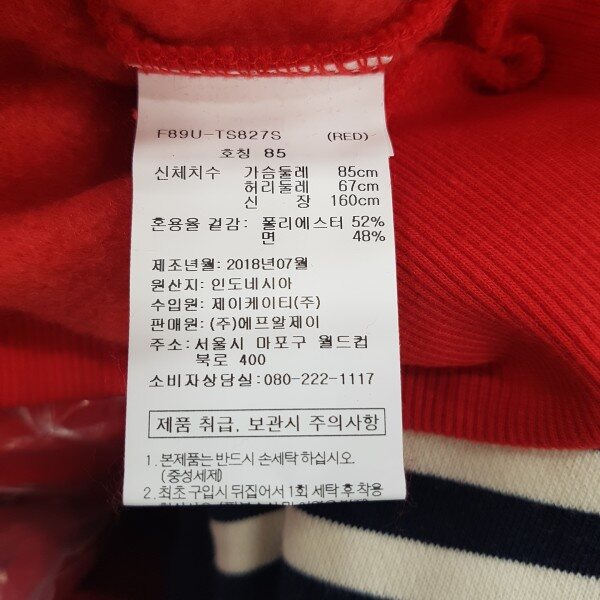 F89U-TS827S (RED)
호칭 85
신체치수 가슴둘레 85cm
허리둘레 67cm
신 장 160cm
혼용율 겉감: 폴리에스터 52%
면 48%
제조년월: 2018년07월
원산지: 인도네시아
수입원: 제이케이티(주)
판매원: (주)에프알제이
주소: 서울시 마포구 월드컵
북로 400
소비자상담실: 080-222-1117
제품 취급, 보관시 주의사항
1. 본제품는 반드시 손세탁 하십시오
(중성세제)
2. 최초 구입시 뒤집어서 1회 세탁 후 착용